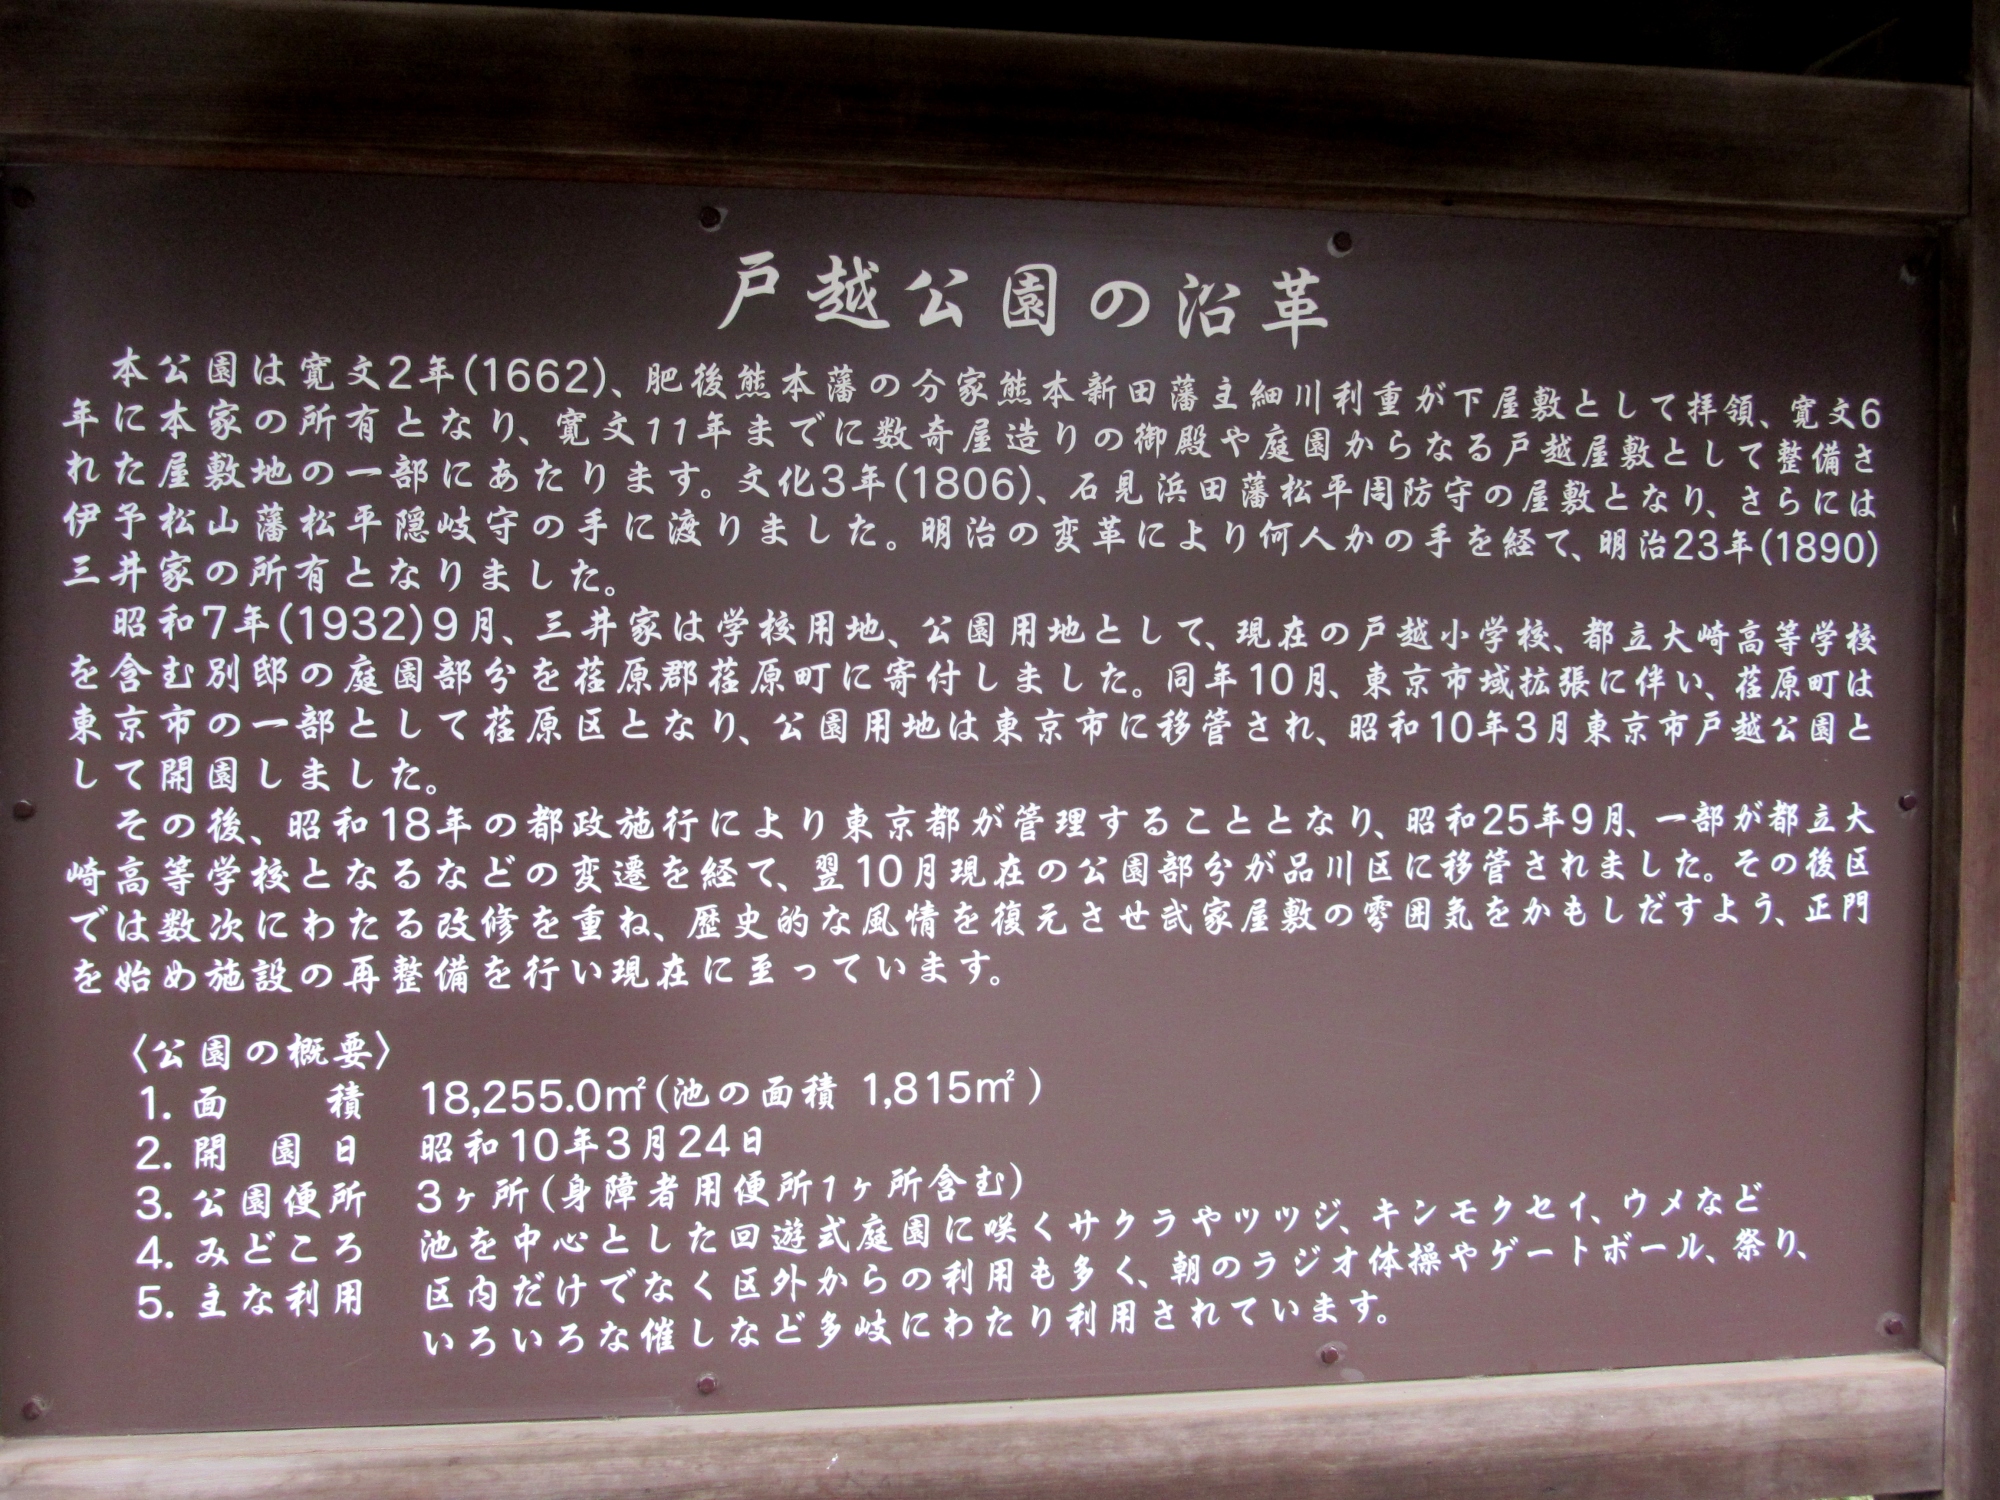 戸越公園の沿革
本公園は寛文2年(1662)、肥後熊本藩の分家熊本新田藩主細川利重が下屋敷として拝領、寛文6
年に本家の所有となり、寛文11年までに数奇屋造りの御殿や庭園からなる戸越屋敷として整備さ
れた屋敷地の一部にあたります。文化3年(1806)、石見浜田藩松平周防守の屋敷となり、さらには
伊予松山藩松平隠岐守の手に渡りました。明治の変革により何人かの手を経て、明治23年(1890)
三井家の所有となりました。
昭和7年(1932)9月、三井家は学校用地、公園用地として、現在の戸越小学校、都立大崎高等学校
を含む別邸の庭園部分を荏原郡荏原町に寄付しました。同年10月、東京市域拡張に伴い、荏原町は
東京市の一部として荏原区となり、公園用地は東京市に移管され、昭和10年3月東京市戸越公園と
して開園しました。
その後、昭和18年の都政施行により東京都が管理することとなり、昭和25年9月、一部が都立大
崎高等学校となるなどの変遷を経て、翌10月現在の公園部分が品川区に移管されました。その後区
では数次にわたる改修を重ね、歴史的な風情を復元させ武家屋敷の雰囲気をかもしだすよう、正門
を始め施設の再整備を行い現在に至っています。
〈公園の概要〉
1. 面　　積 18,255.0㎡(池の面積 1,815㎡)
2. 開　園日 昭和10年3月24日
3. 公園便所 3ヶ所(身障者用便所1ヶ所含む)
4. みどころ 池を中心とした回遊式庭園に咲くサクラやツツジ、キンモクセイ、ウメなど
5. 主な利用 区内だけでなく区外からの利用も多く、朝のラジオ体操やゲートボール、祭り、
いろいろな催しなど多岐にわたり利用されています。